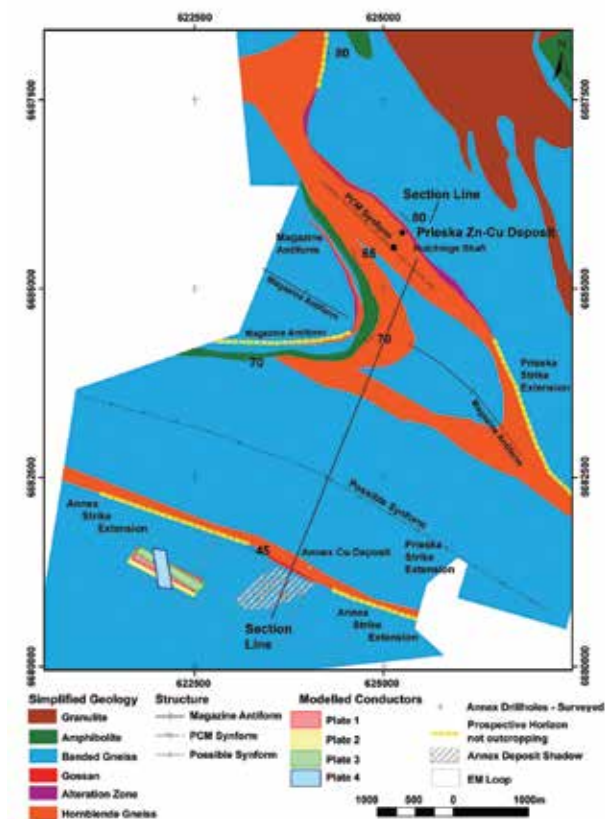 622500
625000
6687500
6687500
6685000
6685000
6682500
6682500
6680000
6680000
80
Section Line
80
PCM Synform
Prieska Zn-Cu Deposit
Hutchings Shaft
Magazine
Antiform
Magazine Antiform
Magazine Antiform
70
70
Prieska
Strike
Extension
Magazine Antiform
Possible Synform
Annex
Strike
Extension
45
Annex Cu Deposit
Prieska
Strike
Extension
Annex
Strike
Extension
Section
Line
622500
625000
Simplified Geology
Granulite
Amphibolite
Banded Gneiss
Gossan
Alteration Zone
Hornblende Gneiss
Structure
Magazine Antiform
PCM Synform
Possible Synform
Modelled Conductors
Plate 1
Plate 2
Plate 3
Plate 4
Annex Drillholes - Surveyed
Prospective Horizon
not outcropping
Annex Deposit Shadow
EM Loop
1000 500 0 1000m